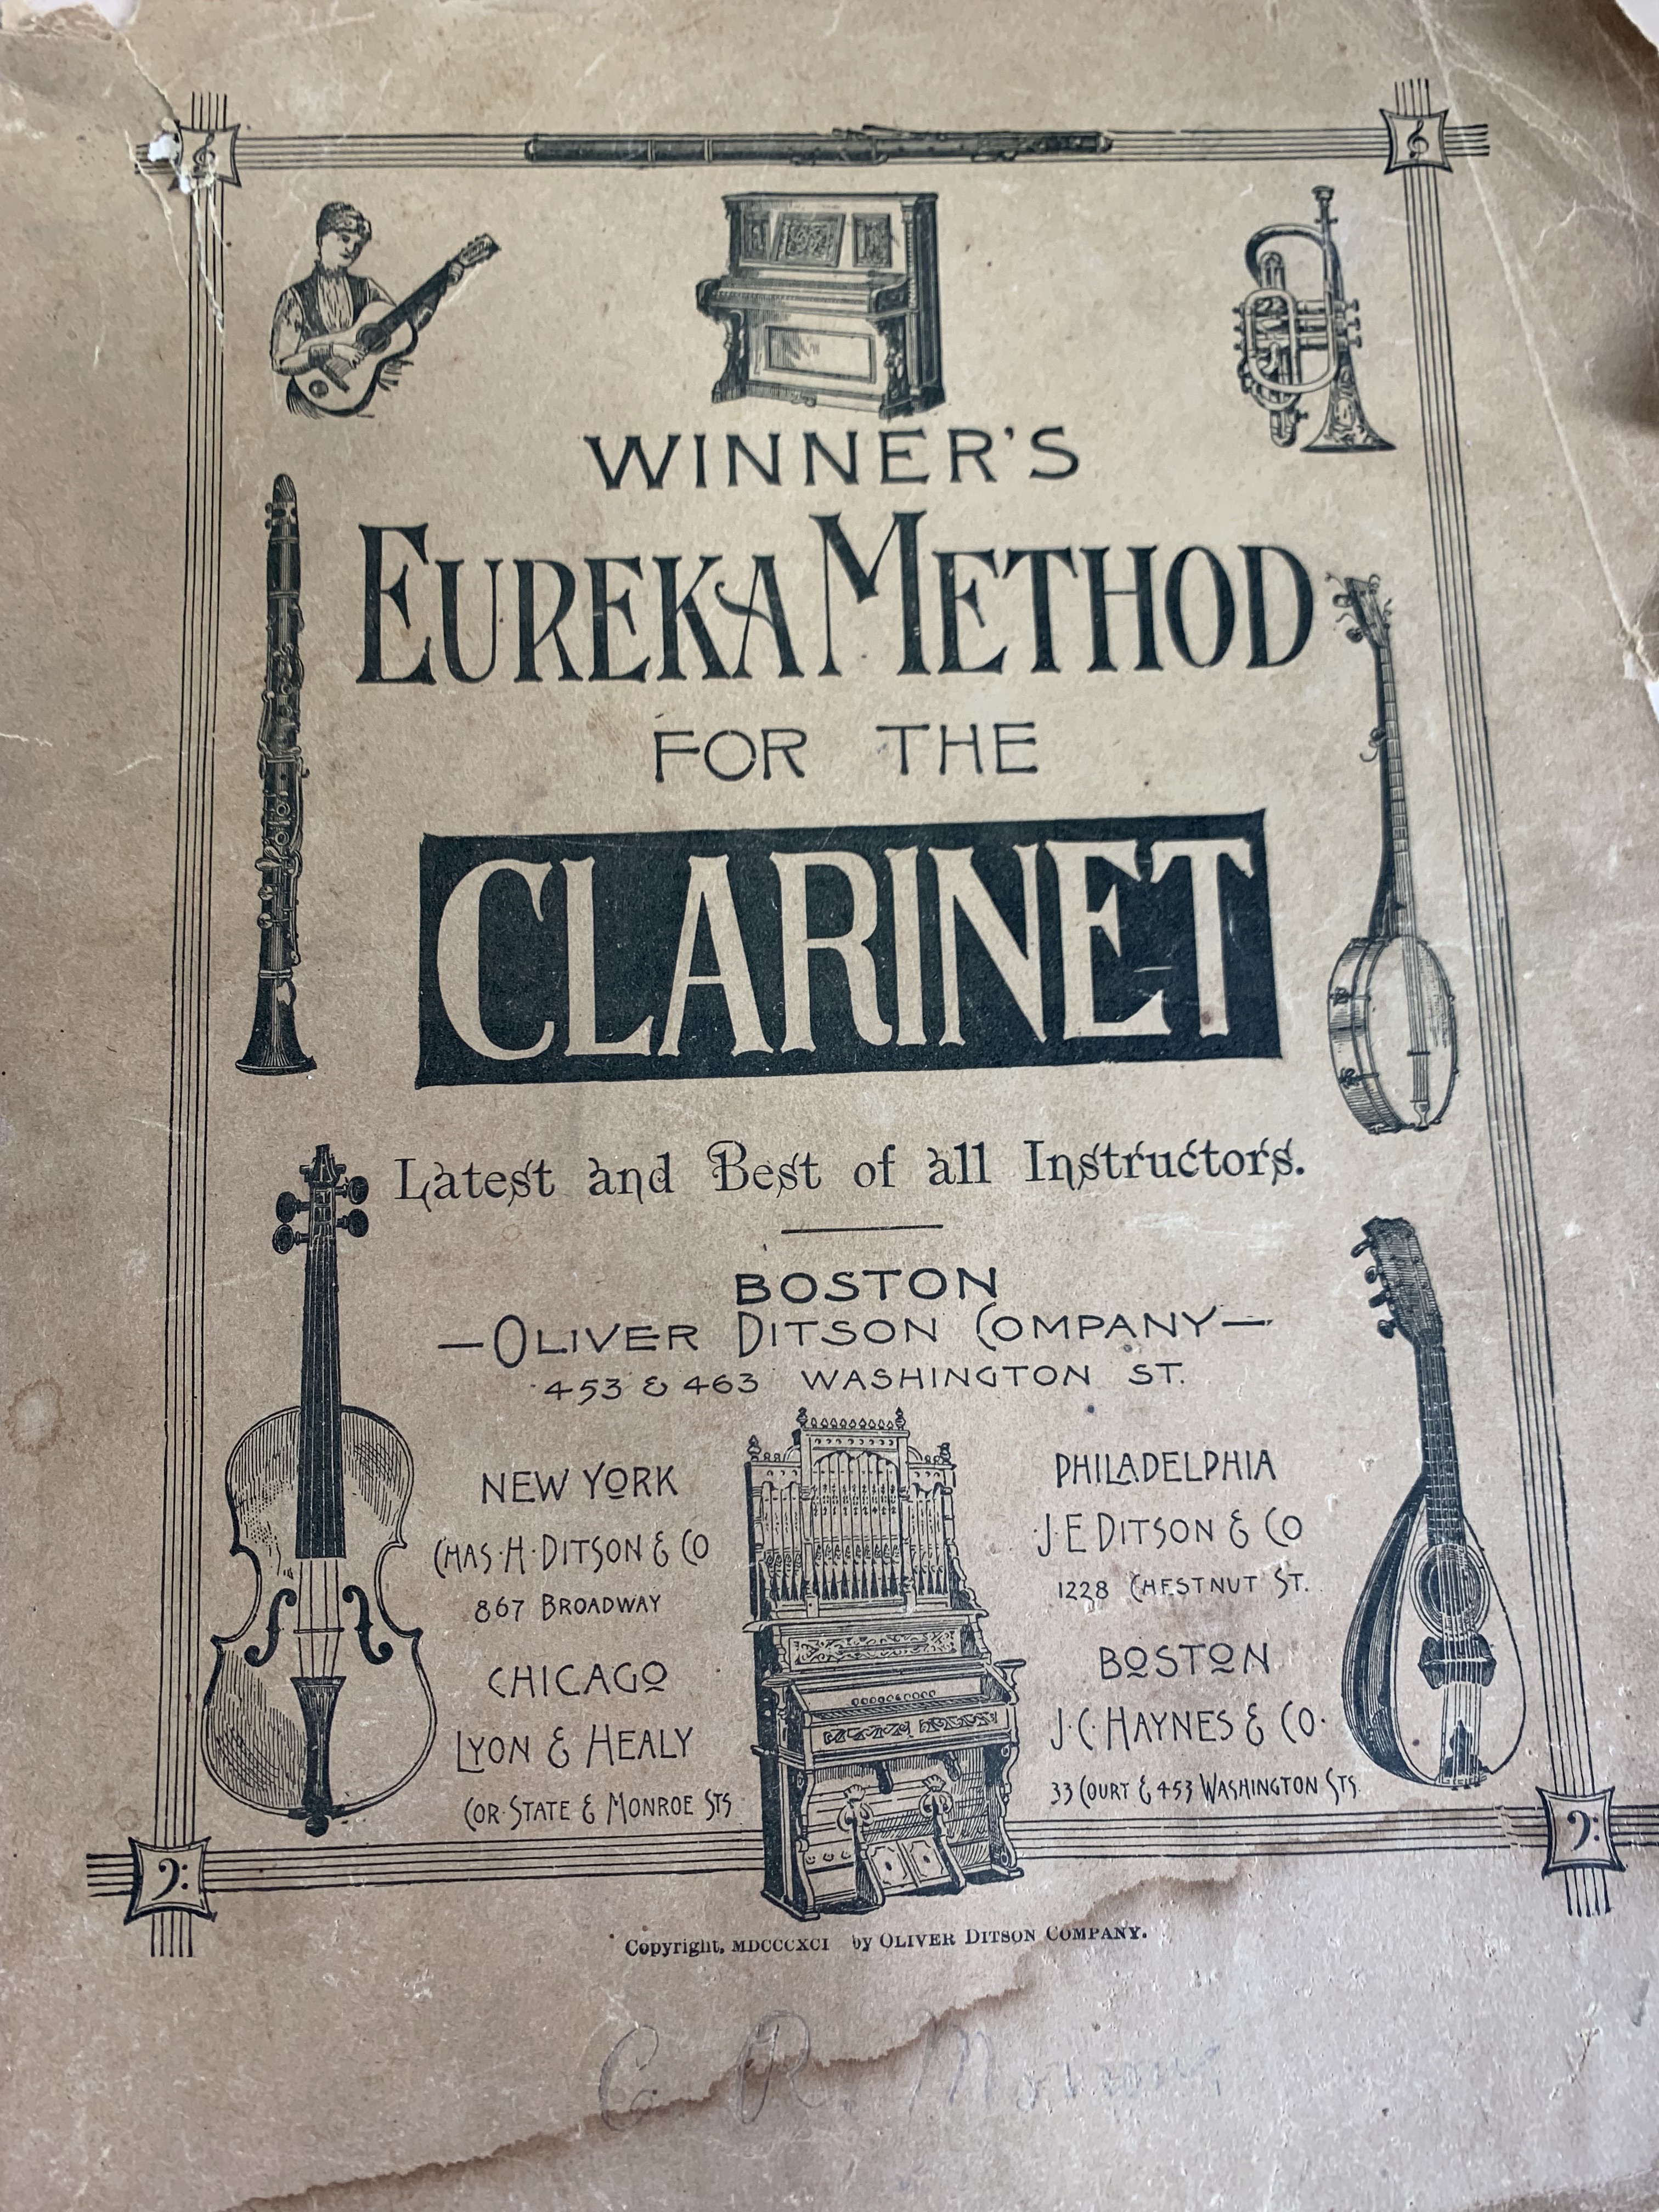 WINNER'S
EUREKA METHOD
FOR THE
CLARINET
Latest and Best of all Instructors.
BOSTON
—OLIVER DITSON COMPANY—
453 & 463 WASHINGTON ST.
NEW YORK
CHAS·H·DITSON & CO
867 BROADWAY
CHICAGO
LYON & HEALY
COR·STATE & MONROE STS
PHILADELPHIA
J E DITSON & CO
1228 CHESTNUT ST.
BOSTON
J·C·HAYNES & CO·
33 COURT & 453 WASHINGTON STS.
Copyright, MDCCCXCI by OLIVER DITSON COMPANY.
C. R.